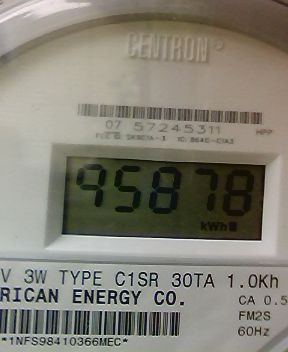 CENTRON®
07 57245311
HPP
95878
kWh
V 3W TYPE C1SR 30TA 1.0Kh
RICAN ENERGY CO.
CA 0.5
FM2S
60Hz
*1NFS98410366MEC*